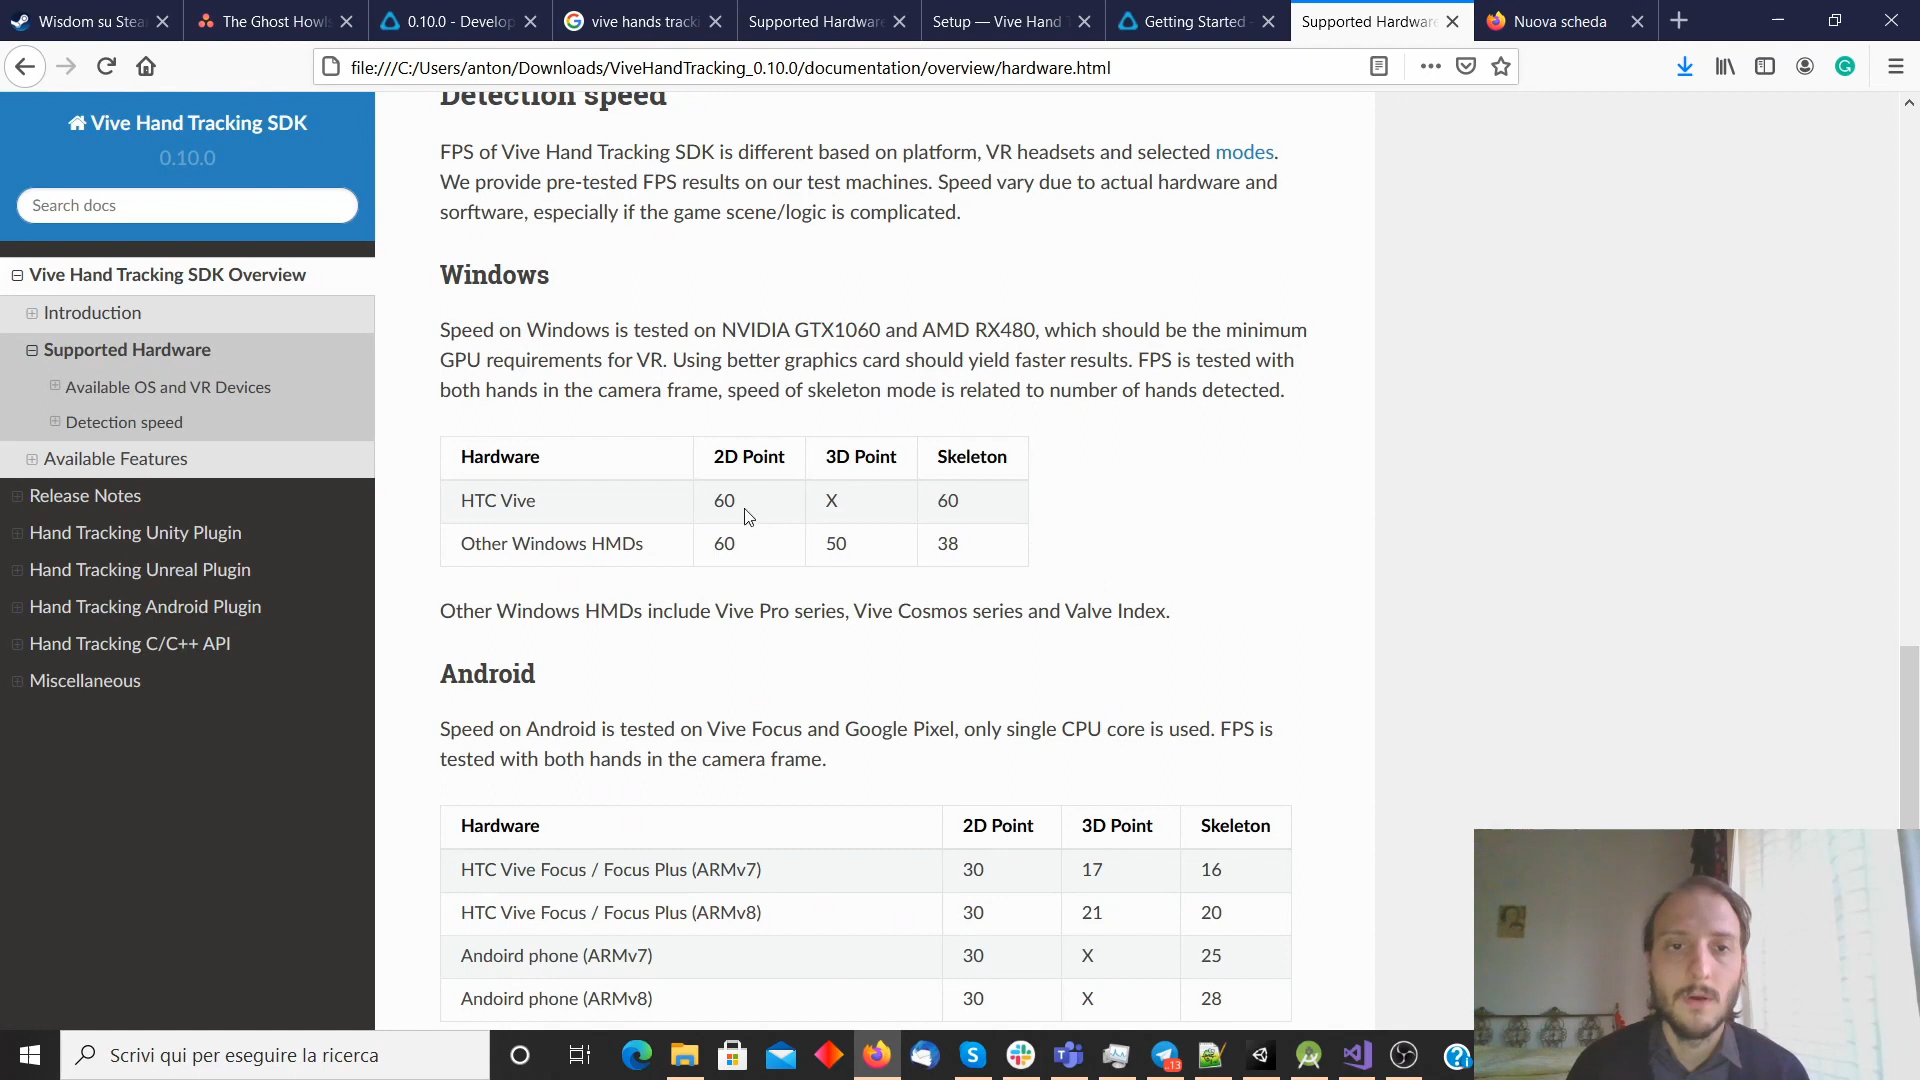 Wisdom su Stea
The Ghost Howls
0.10.0 - Develop
vive hands tracki
Supported Hardware
Setup — Vive Hand T
Getting Started -
Supported Hardware
Nuova scheda
file:///C:/Users/anton/Downloads/ViveHandTracking_0.10.0/documentation/overview/hardware.html
Vive Hand Tracking SDK
0.10.0
Search docs
Vive Hand Tracking SDK Overview
Introduction
Supported Hardware
Available OS and VR Devices
Detection speed
Available Features
Release Notes
Hand Tracking Unity Plugin
Hand Tracking Unreal Plugin
Hand Tracking Android Plugin
Hand Tracking C/C++ API
Miscellaneous
Detection speed
FPS of Vive Hand Tracking SDK is different based on platform, VR headsets and selected modes.
We provide pre-tested FPS results on our test machines. Speed vary due to actual hardware and
sorftware, especially if the game scene/logic is complicated.
Windows
Speed on Windows is tested on NVIDIA GTX1060 and AMD RX480, which should be the minimum
GPU requirements for VR. Using better graphics card should yield faster results. FPS is tested with
both hands in the camera frame, speed of skeleton mode is related to number of hands detected.
Hardware 2D Point 3D Point Skeleton
HTC Vive 60 X 60
Other Windows HMDs 60 50 38
Other Windows HMDs include Vive Pro series, Vive Cosmos series and Valve Index.
Android
Speed on Android is tested on Vive Focus and Google Pixel, only single CPU core is used. FPS is
tested with both hands in the camera frame.
Hardware 2D Point 3D Point Skeleton
HTC Vive Focus / Focus Plus (ARMv7) 30 17 16
HTC Vive Focus / Focus Plus (ARMv8) 30 21 20
Andoird phone (ARMv7) 30 X 25
Andoird phone (ARMv8) 30 X 28
Scrivi qui per eseguire la ricerca
13